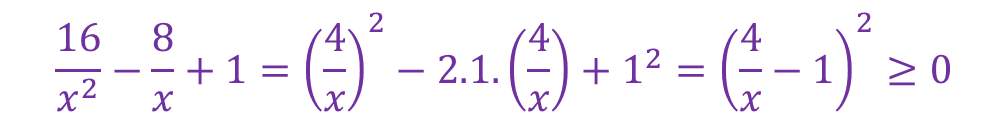 16/x² − 8/x + 1 = (4/x)² − 2.1.(4/x) + 1² = (4/x − 1)² ≥ 0